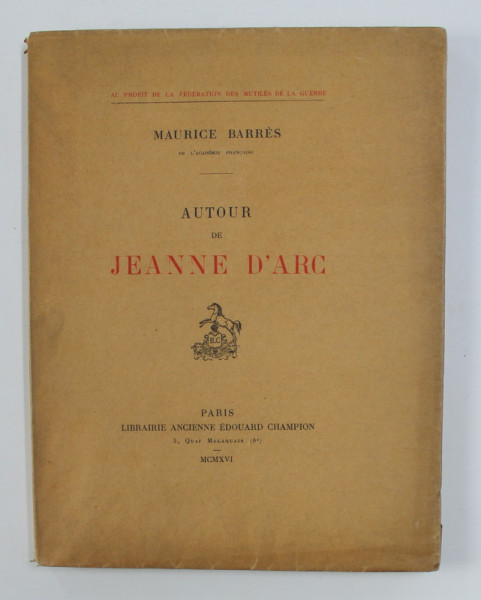 AU PROFIT DE LA FÉDÉRATION DES MUTILÉS DE LA GUERRE
MAURICE BARRÈS
DE L'ACADÉMIE FRANÇAISE
AUTOUR
DE
JEANNE D'ARC
PARIS
LIBRAIRIE ANCIENNE ÉDOUARD CHAMPION
5, QUAI MALAQUAIS (6e)
MCMXVI